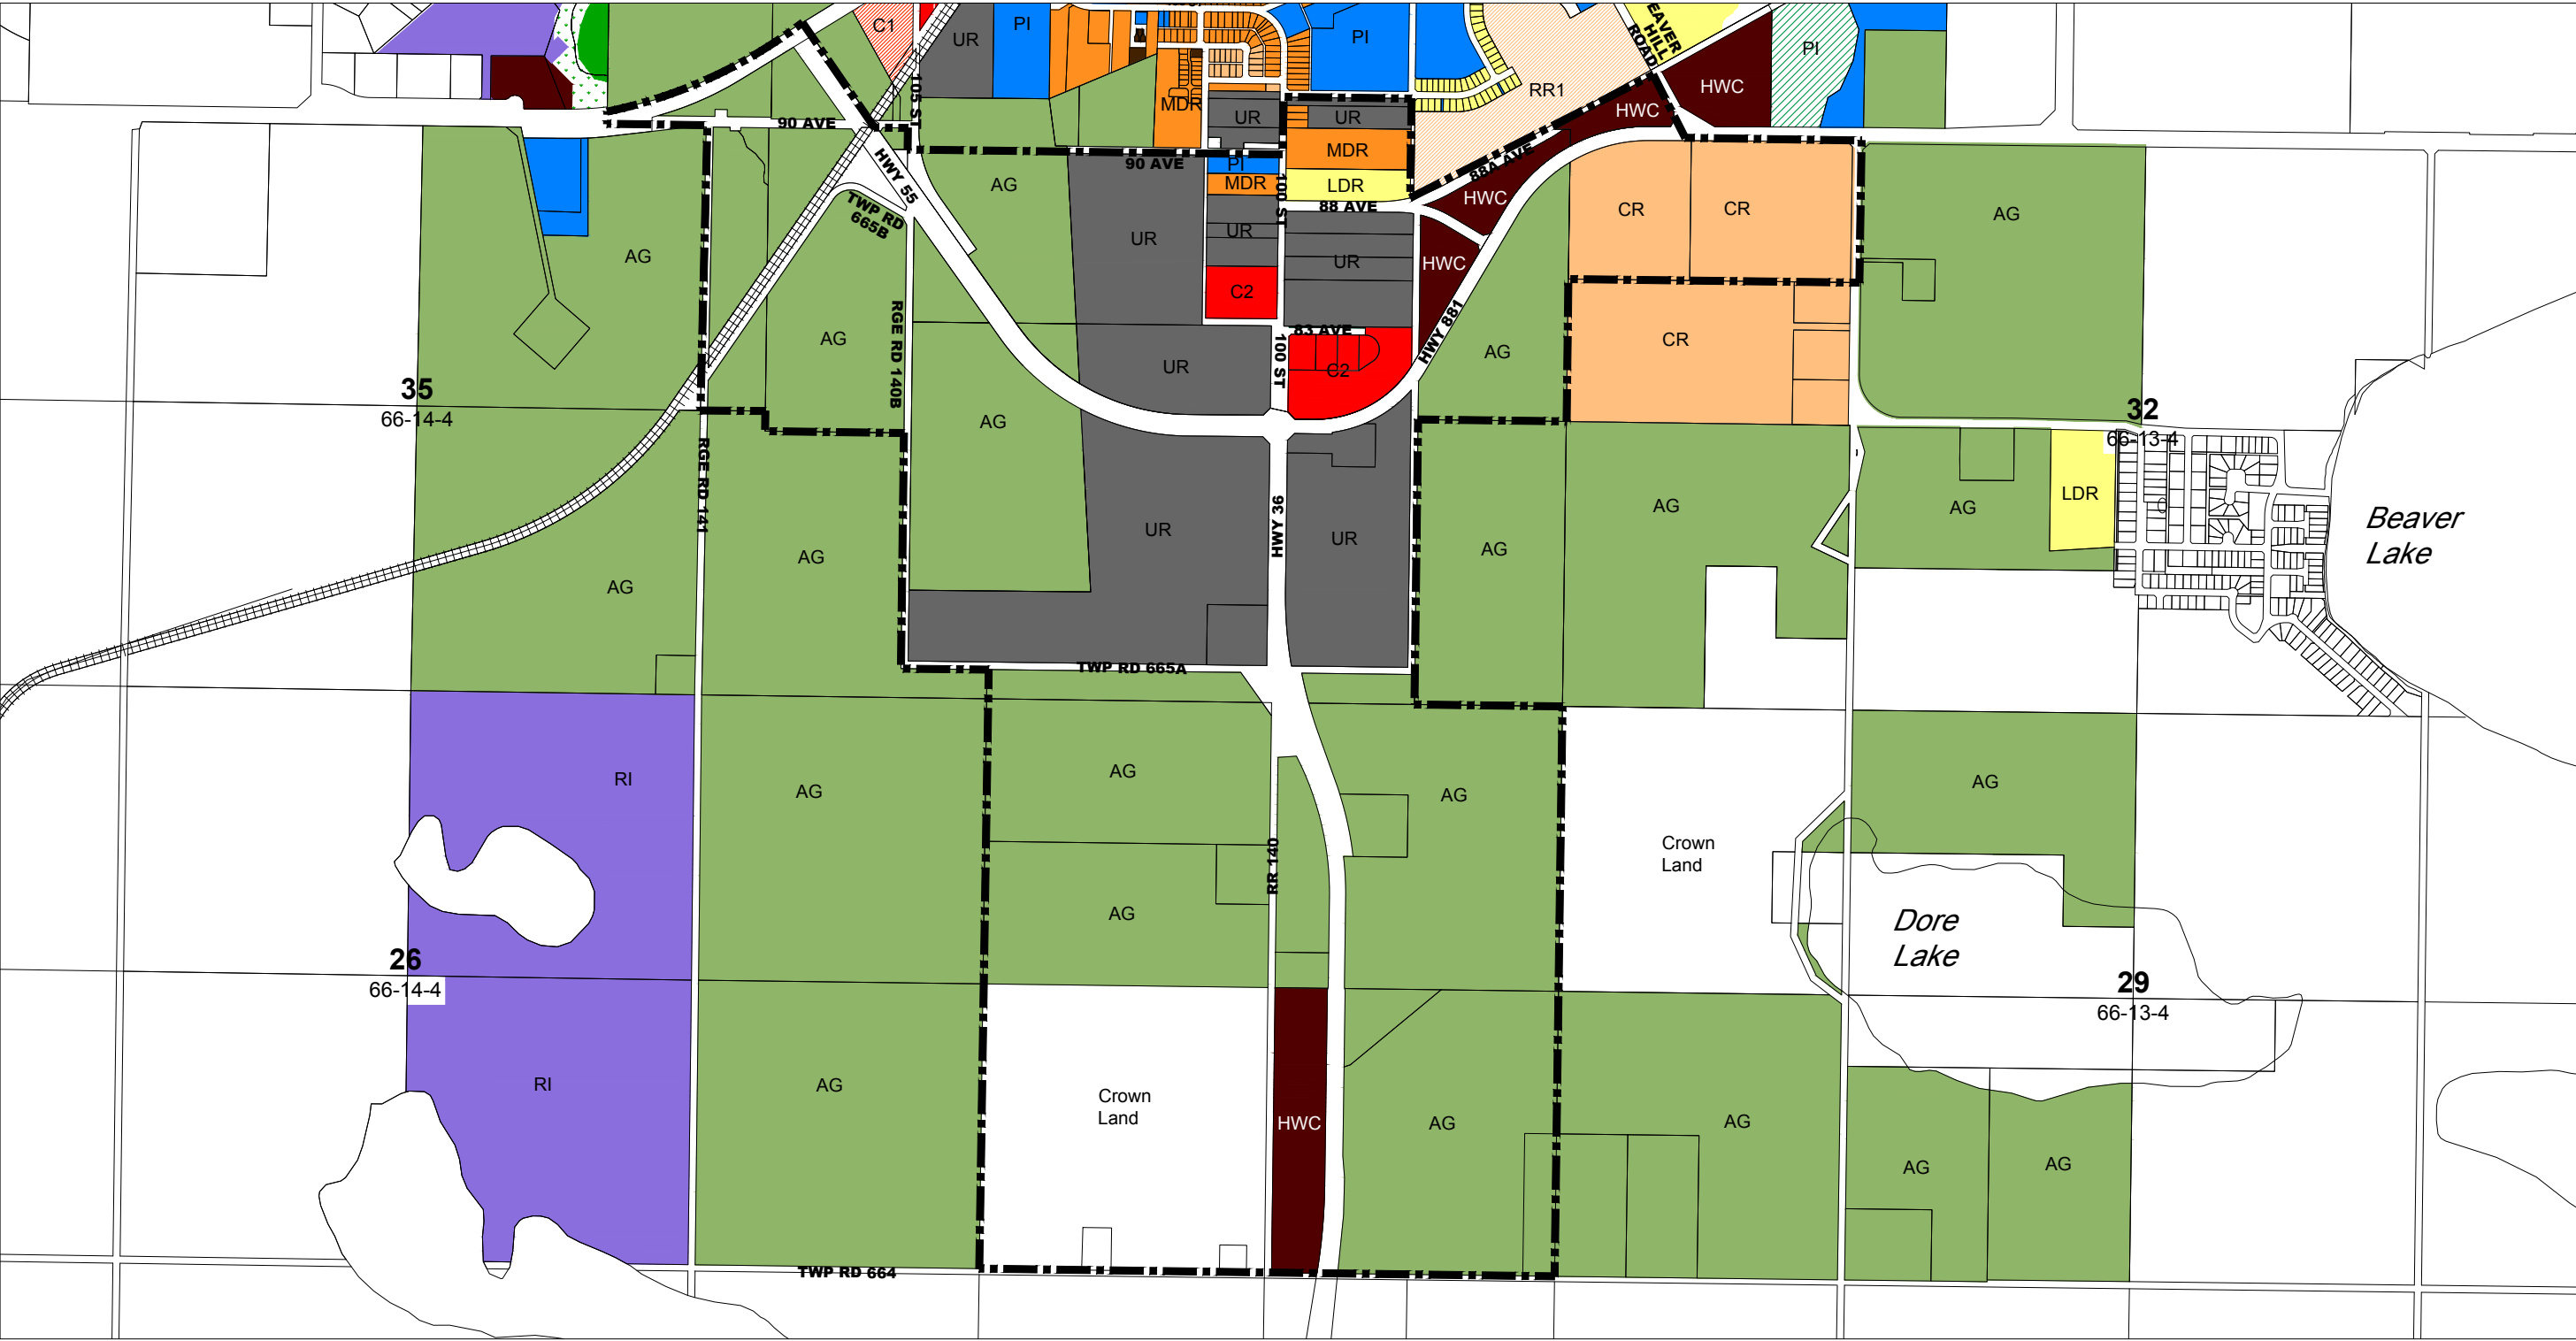 C1
UR
PI
PI
BEAVER
HILL
ROAD
PI
RR1
HWC
HWC
105 ST
MDR
UR
UR
90 AVE
90 AVE
MDR
PI
MDR
LDR
88A AVE
HWY 55
TWP RD
665B
AG
100 ST
88 AVE
HWC
CR
CR
AG
UR
UR
UR
HWC
AG
C2
83 AVE
HWY 881
AG
RGE RD 140B
UR
100 ST
C2
AG
CR
35
66-14-4
AG
32
66-13-4
RGE RD 141
AG
AG
UR
HWY 36
UR
AG
AG
AG
LDR
Beaver
Lake
TWP RD 665A
RI
AG
AG
AG
AG
RR 140
AG
Crown
Land
Dore
Lake
26
66-14-4
29
66-13-4
RI
AG
Crown
Land
HWC
AG
AG
AG
AG
TWP RD 664